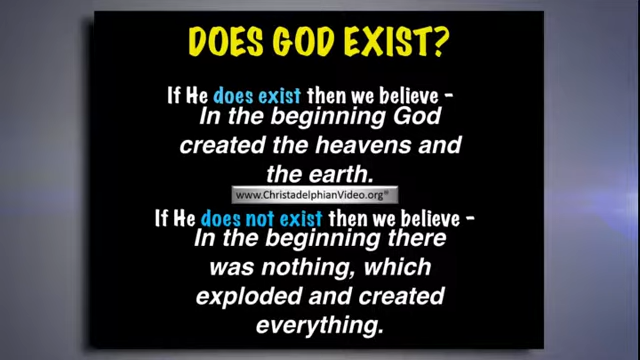 DOES GOD EXIST?
If He does exist then we believe -
In the beginning God
created the heavens and
the earth.
www.ChristadelphianVideo.org®
If He does not exist then we believe -
In the beginning there
was nothing, which
exploded and created
everything.